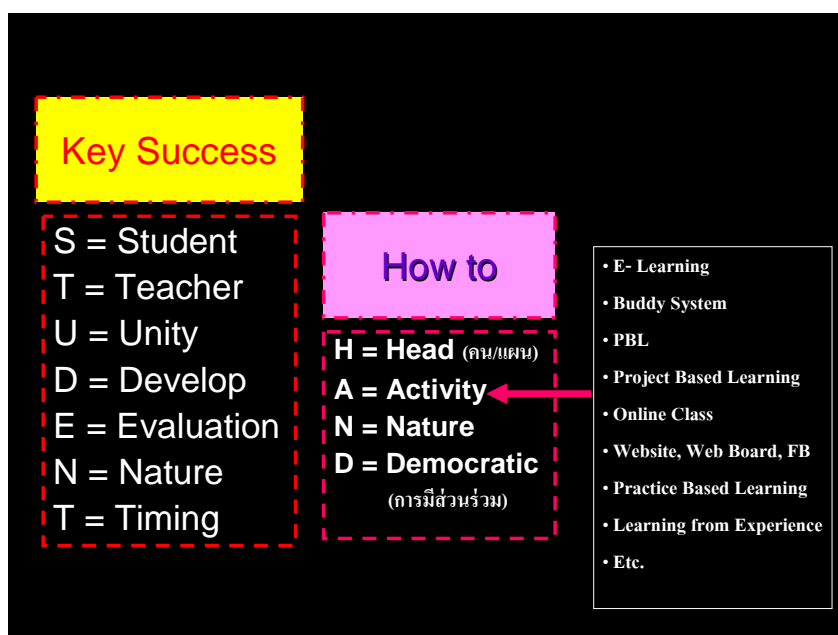 Key Success
S = Student
T = Teacher
U = Unity
D = Develop
E = Evaluation
N = Nature
T = Timing
How to
H = Head (คน/แผน)
A = Activity
N = Nature
D = Democratic
(การมีส่วนร่วม)
• E- Learning
• Buddy System
• PBL
• Project Based Learning
• Online Class
• Website, Web Board, FB
• Practice Based Learning
• Learning from Experience
• Etc.